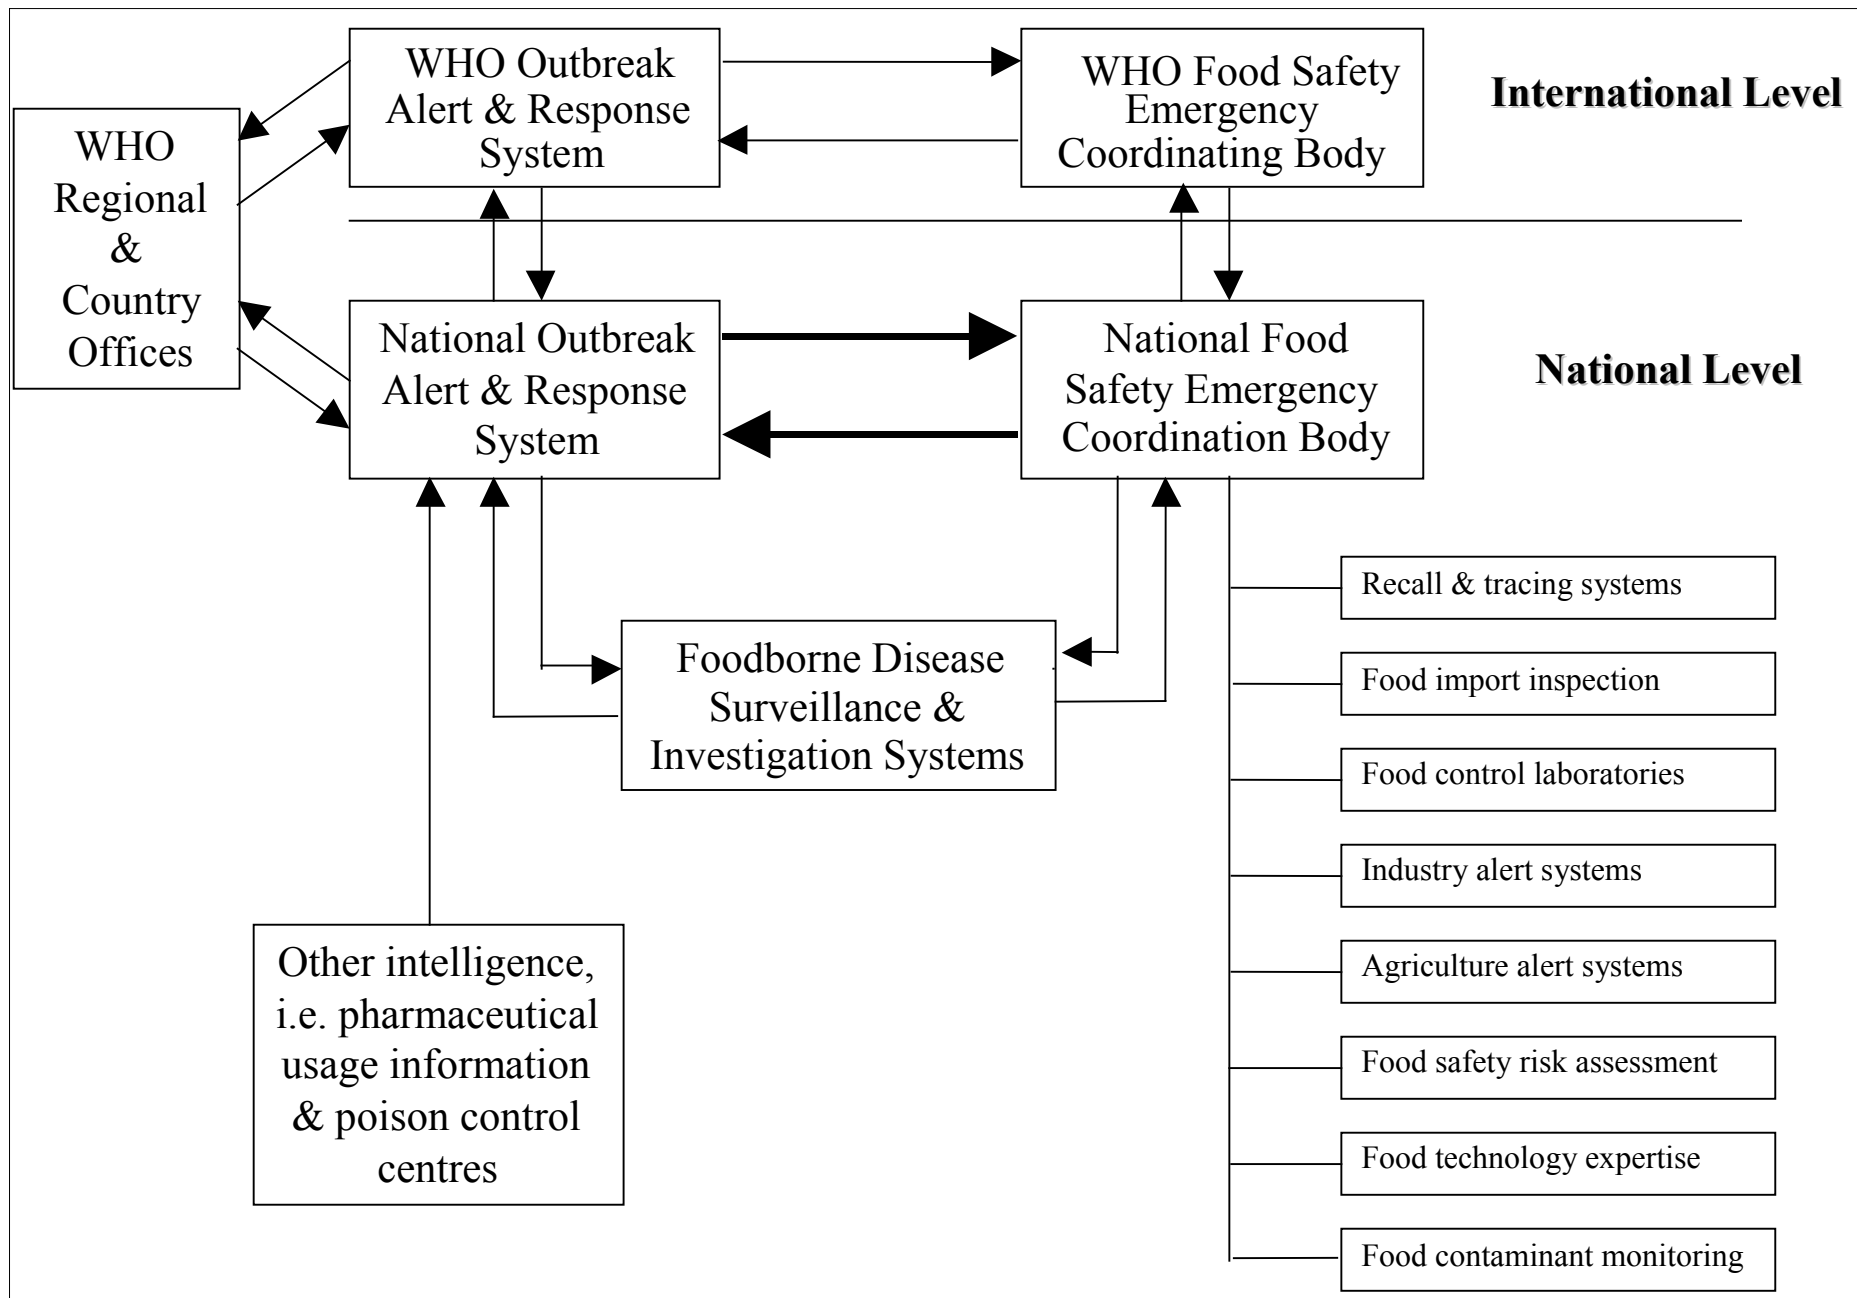 WHO Outbreak
Alert & Response
System
WHO Food Safety
Emergency
Coordinating Body
International Level
WHO
Regional
&
Country
Offices
National Outbreak
Alert & Response
System
National Food
Safety Emergency
Coordination Body
National Level
Foodborne Disease
Surveillance &
Investigation Systems
Other intelligence,
i.e. pharmaceutical
usage information
& poison control
centres
Recall & tracing systems
Food import inspection
Food control laboratories
Industry alert systems
Agriculture alert systems
Food safety risk assessment
Food technology expertise
Food contaminant monitoring